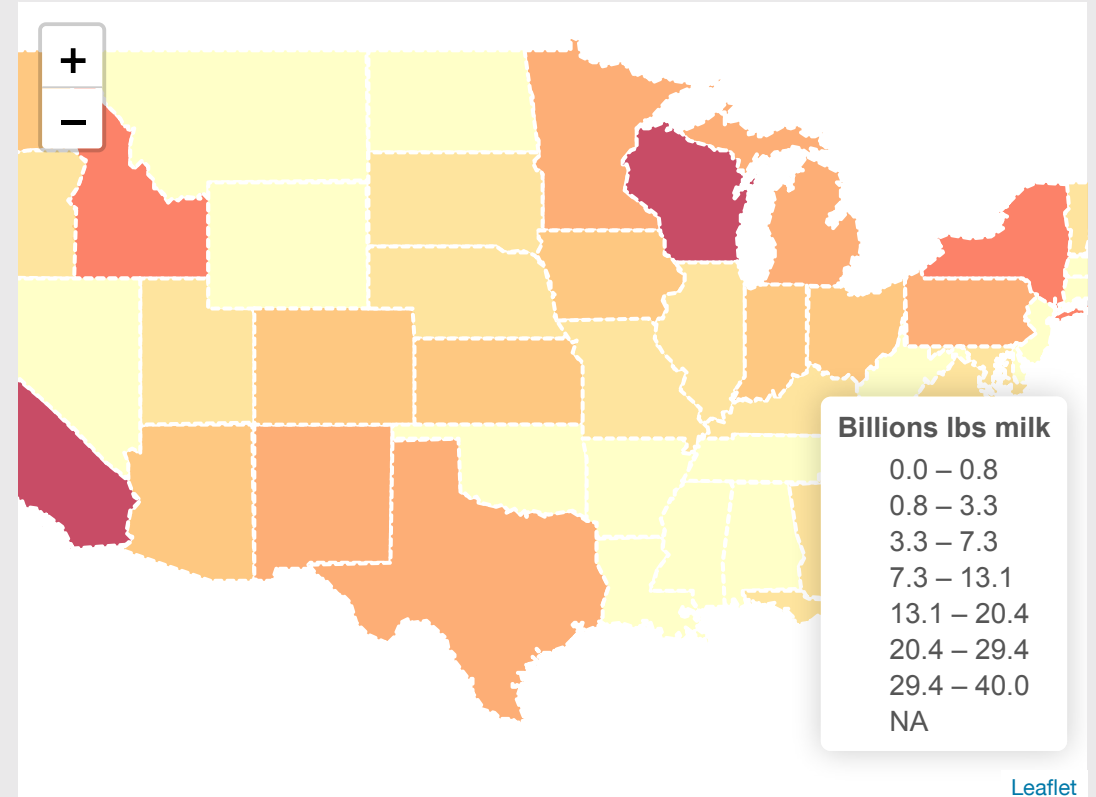 +
−
Billions lbs milk
0.0 – 0.8
0.8 – 3.3
3.3 – 7.3
7.3 – 13.1
13.1 – 20.4
20.4 – 29.4
29.4 – 40.0
NA
Leaflet